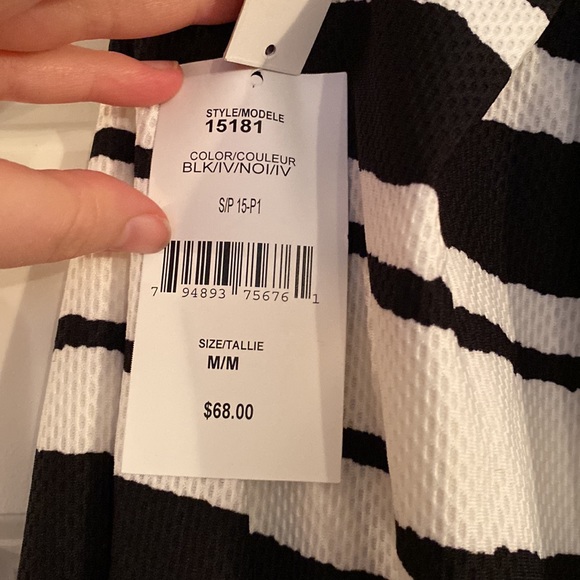 STYLE/MODELE
15181
COLOR/COULEUR
BLK/IV/NOI/IV
S/P 15-P1
7 94893 75676 1
SIZE/TALLIE
M/M
$68.00